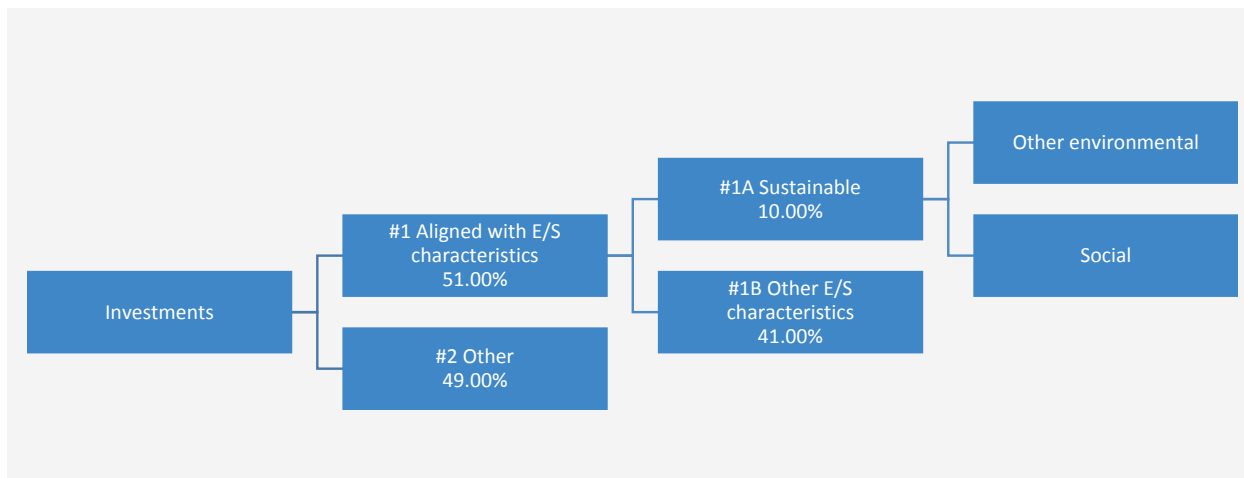 Investments
#1 Aligned with E/S
characteristics
51.00%
#2 Other
49.00%
#1A Sustainable
10.00%
#1B Other E/S
characteristics
41.00%
Other environmental
Social